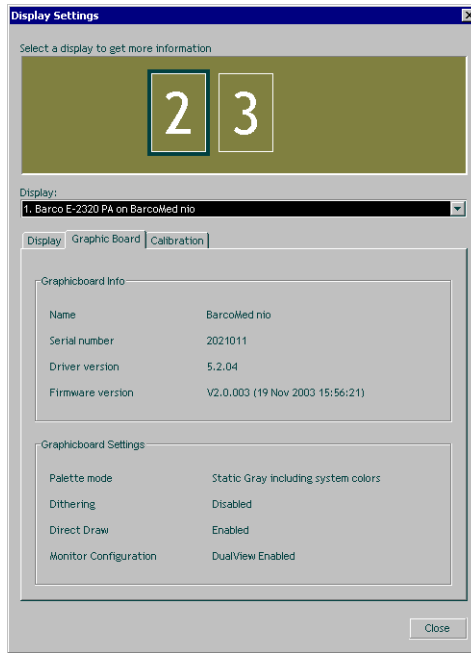 Display Settings
Select a display to get more information
2 3
Display:
1. Barco E-2320 PA on BarcoMed nio
Display Graphic Board Calibration
Graphicboard Info
Name BarcoMed nio
Serial number 2021011
Driver version 5.2.04
Firmware version V2.0.003 (19 Nov 2003 15:56:21)
Graphicboard Settings
Palette mode Static Gray including system colors
Dithering Disabled
Direct Draw Enabled
Monitor Configuration DualView Enabled
Close